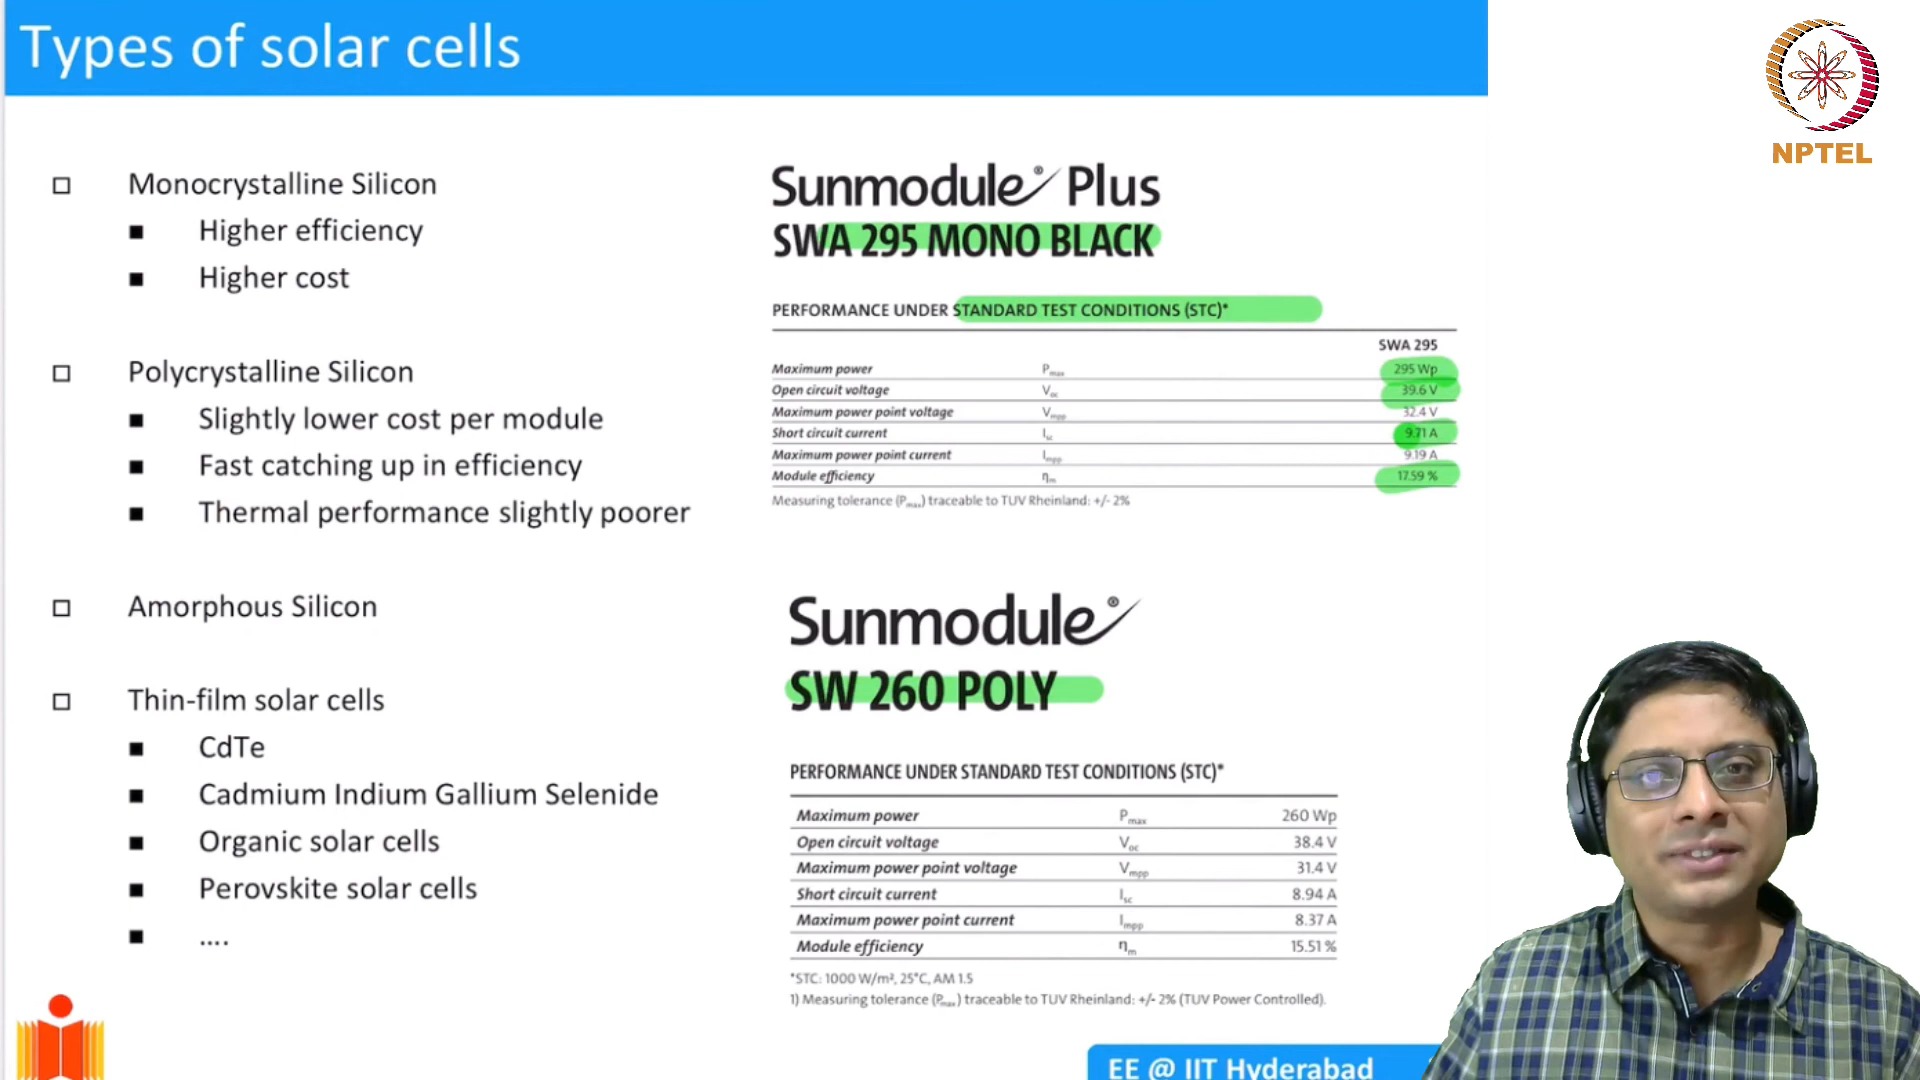 Types of solar cells
NPTEL
Monocrystalline Silicon
Higher efficiency
Higher cost
Polycrystalline Silicon
Slightly lower cost per module
Fast catching up in efficiency
Thermal performance slightly poorer
Amorphous Silicon
Thin-film solar cells
CdTe
Cadmium Indium Gallium Selenide
Organic solar cells
Perovskite solar cells
....
Sunmodule® Plus
SWA 295 MONO BLACK
PERFORMANCE UNDER STANDARD TEST CONDITIONS (STC)*
SWA 295
Maximum power Pmax 295 Wp
Open circuit voltage Voc 39.6 V
Maximum power point voltage Vmpp 32.4 V
Short circuit current Isc 9.71 A
Maximum power point current Impp 9.19 A
Module efficiency ηm 17.59 %
Measuring tolerance (Pmax) traceable to TUV Rheinland: +/- 2%
Sunmodule®
SW 260 POLY
PERFORMANCE UNDER STANDARD TEST CONDITIONS (STC)*
Maximum power Pmax 260 Wp
Open circuit voltage Voc 38.4 V
Maximum power point voltage Vmpp 31.4 V
Short circuit current Isc 8.94 A
Maximum power point current Impp 8.37 A
Module efficiency ηm 15.51 %
*STC: 1000 W/m², 25°C, AM 1.5
1) Measuring tolerance (Pmax) traceable to TUV Rheinland: +/- 2% (TUV Power Controlled).
EE @ IIT Hyderabad